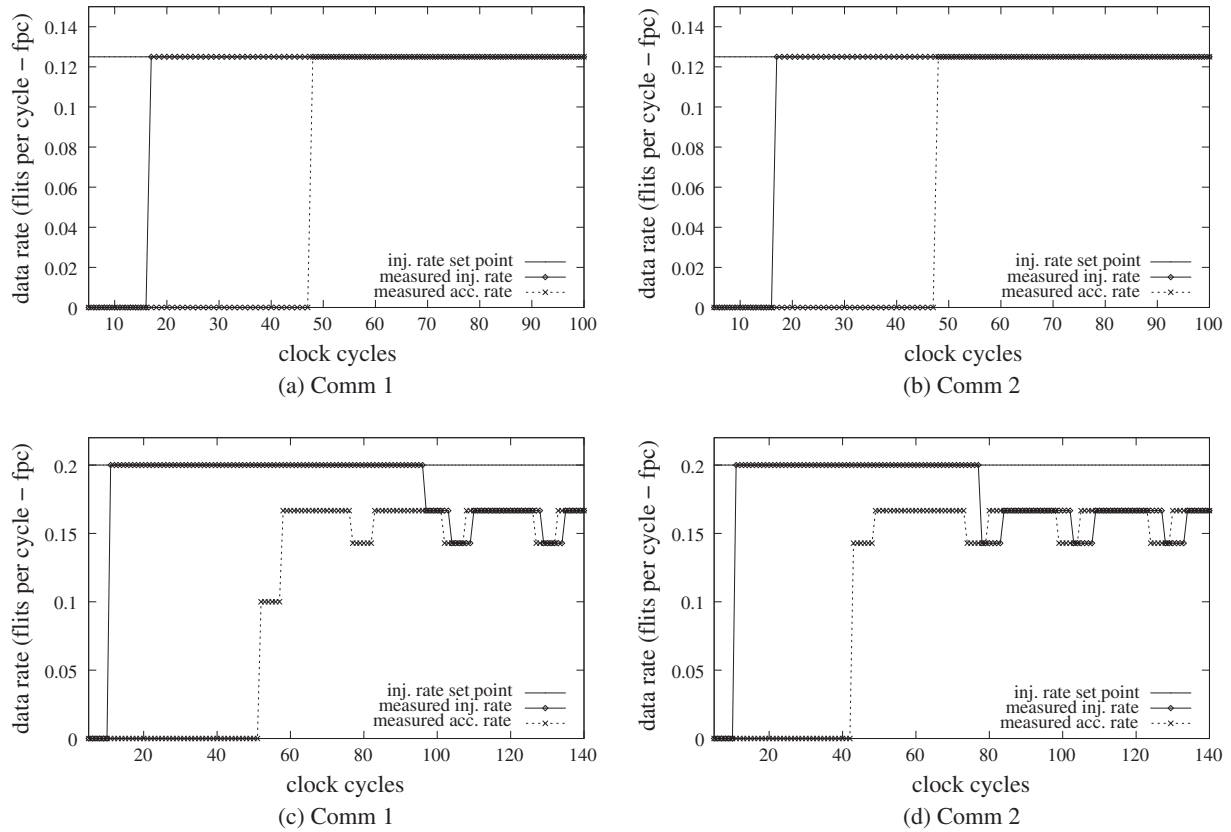 data rate (flits per cycle – fpc)
0.14
0.12
0.1
0.08
0.06
0.04
0.02
0
inj. rate set point
measured inj. rate
measured acc. rate
10 20 30 40 50 60 70 80 90 100
clock cycles
(a) Comm 1
data rate (flits per cycle – fpc)
0.14
0.12
0.1
0.08
0.06
0.04
0.02
0
inj. rate set point
measured inj. rate
measured acc. rate
10 20 30 40 50 60 70 80 90 100
clock cycles
(b) Comm 2
data rate (flits per cycle – fpc)
0.2
0.15
0.1
0.05
0
inj. rate set point
measured inj. rate
measured acc. rate
20 40 60 80 100 120 140
clock cycles
(c) Comm 1
data rate (flits per cycle – fpc)
0.2
0.15
0.1
0.05
0
inj. rate set point
measured inj. rate
measured acc. rate
20 40 60 80 100 120 140
clock cycles
(d) Comm 2